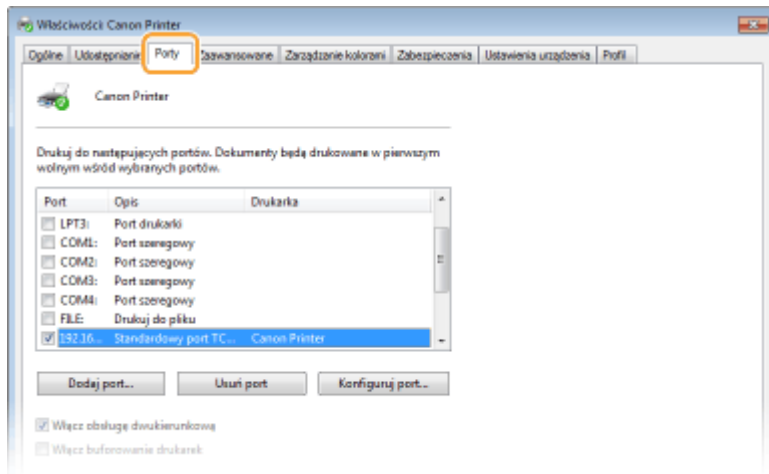 Właściwości: Canon Printer
Ogólne Udostępnianie Porty Zaawansowane Zarządzanie kolorami Zabezpieczenia Ustawienia urządzenia Profil
Canon Printer
Drukuj do następujących portów. Dokumenty będą drukowane w pierwszym
wolnym wśród wybranych portów.
Port Opis Drukarka
LPT3: Port drukarki
COM1: Port szeregowy
COM2: Port szeregowy
COM3: Port szeregowy
COM4: Port szeregowy
FILE: Drukuj do pliku
192.16... Standardowy port TC... Canon Printer
Dodaj port... Usuń port Konfiguruj port...
Włącz obsługę dwukierunkową
Włącz buforowanie drukarek